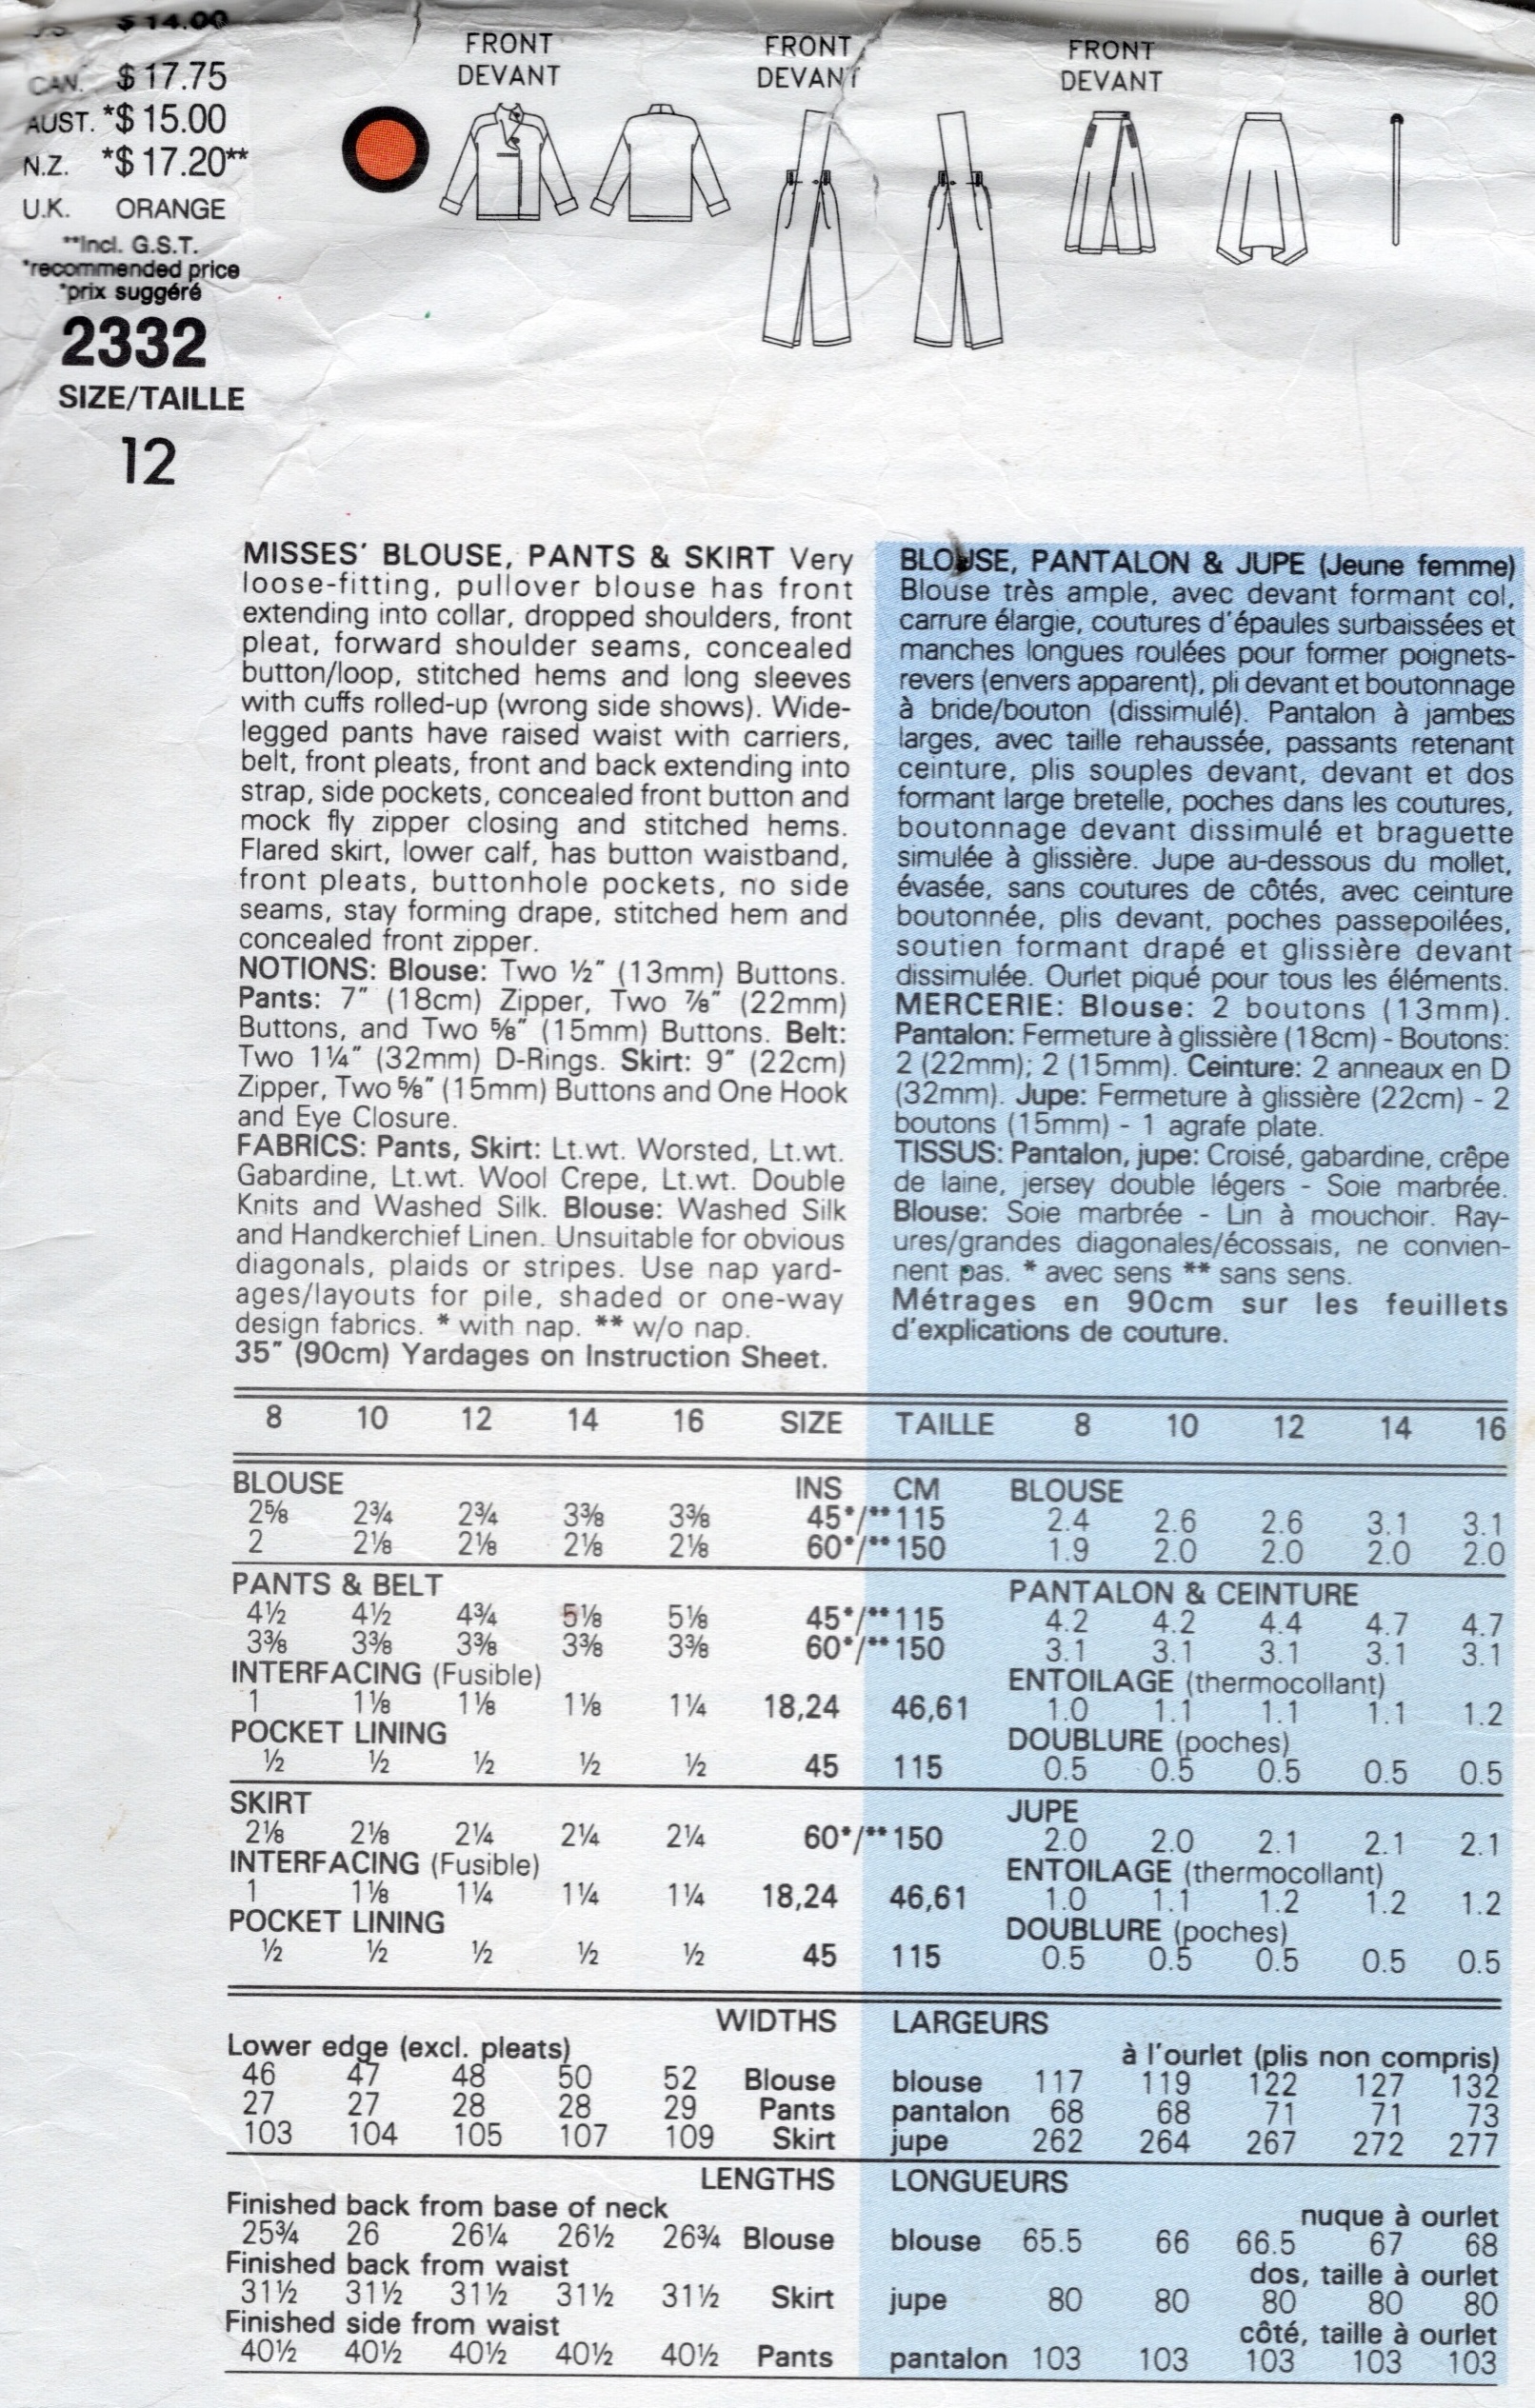 $ 14.00
CAN. $ 17.75
AUST. *$ 15.00
N.Z. *$ 17.20**
U.K. ORANGE
**Incl. G.S.T.
*recommended price
*prix suggéré
2332
SIZE/TAILLE
12
FRONT
DEVANT
FRONT
DEVANT
FRONT
DEVANT
MISSES' BLOUSE, PANTS & SKIRT Very
loose-fitting, pullover blouse has front
extending into collar, dropped shoulders, front
pleat, forward shoulder seams, concealed
button/loop, stitched hems and long sleeves
with cuffs rolled-up (wrong side shows). Wide-
legged pants have raised waist with carriers,
belt, front pleats, front and back extending into
strap, side pockets, concealed front button and
mock fly zipper closing and stitched hems.
Flared skirt, lower calf, has button waistband,
front pleats, buttonhole pockets, no side
seams, stay forming drape, stitched hem and
concealed front zipper.
NOTIONS: Blouse: Two ½" (13mm) Buttons.
Pants: 7" (18cm) Zipper, Two ⅞" (22mm)
Buttons, and Two ⅝" (15mm) Buttons. Belt:
Two 1¼" (32mm) D-Rings. Skirt: 9" (22cm)
Zipper, Two ⅝" (15mm) Buttons and One Hook
and Eye Closure.
FABRICS: Pants, Skirt: Lt.wt. Worsted, Lt.wt.
Gabardine, Lt.wt. Wool Crepe, Lt.wt. Double
Knits and Washed Silk. Blouse: Washed Silk
and Handkerchief Linen. Unsuitable for obvious
diagonals, plaids or stripes. Use nap yard-
ages/layouts for pile, shaded or one-way
design fabrics. * with nap. ** w/o nap.
35" (90cm) Yardages on Instruction Sheet.
BLOUSE, PANTALON & JUPE (Jeune femme)
Blouse très ample, avec devant formant col,
carrure élargie, coutures d'épaules surbaissées et
manches longues roulées pour former poignets-
revers (envers apparent), pli devant et boutonnage
à bride/bouton (dissimulé). Pantalon à jambes
larges, avec taille rehaussée, passants retenant
ceinture, plis souples devant, devant et dos
formant large bretelle, poches dans les coutures,
boutonnage devant dissimulé et braguette
simulée à glissière. Jupe au-dessous du mollet,
évasée, sans coutures de côtés, avec ceinture
boutonnée, plis devant, poches passepoilées,
soutien formant drapé et glissière devant
dissimulée. Ourlet piqué pour tous les éléments.
MERCERIE: Blouse: 2 boutons (13mm).
Pantalon: Fermeture à glissière (18cm) - Boutons:
2 (22mm); 2 (15mm). Ceinture: 2 anneaux en D
(32mm). Jupe: Fermeture à glissière (22cm) - 2
boutons (15mm) - 1 agrafe plate.
TISSUS: Pantalon, jupe: Croisé, gabardine, crêpe
de laine, jersey double légers - Soie marbrée.
Blouse: Soie marbrée - Lin à mouchoir. Ray-
ures/grandes diagonales/écossais, ne convien-
nent pas. * avec sens ** sans sens.
Métrages en 90cm sur les feuillets
d'explications de couture.
8 10 12 14 16 SIZE TAILLE 8 10 12 14 16
BLOUSE INS CM BLOUSE
2⅝ 2¾ 2¾ 3⅜ 3⅜ 45*/**115 2.4 2.6 2.6 3.1 3.1
2 2⅛ 2⅛ 2⅛ 2⅛ 60*/**150 1.9 2.0 2.0 2.0 2.0
PANTS & BELT PANTALON & CEINTURE
4½ 4½ 4¾ 5⅛ 5⅛ 45*/**115 4.2 4.2 4.4 4.7 4.7
3⅜ 3⅜ 3⅜ 3⅜ 3⅜ 60*/**150 3.1 3.1 3.1 3.1 3.1
INTERFACING (Fusible) ENTOILAGE (thermocollant)
1 1⅛ 1⅛ 1⅛ 1¼ 18,24 46,61 1.0 1.1 1.1 1.1 1.2
POCKET LINING DOUBLURE (poches)
½ ½ ½ ½ ½ 45 115 0.5 0.5 0.5 0.5 0.5
SKIRT JUPE
2⅛ 2⅛ 2¼ 2¼ 2¼ 60*/**150 2.0 2.0 2.1 2.1 2.1
INTERFACING (Fusible) ENTOILAGE (thermocollant)
1 1⅛ 1¼ 1¼ 1¼ 18,24 46,61 1.0 1.1 1.2 1.2 1.2
POCKET LINING DOUBLURE (poches)
½ ½ ½ ½ ½ 45 115 0.5 0.5 0.5 0.5 0.5
WIDTHS LARGEURS
Lower edge (excl. pleats) à l'ourlet (plis non compris)
46 47 48 50 52 Blouse blouse 117 119 122 127 132
27 27 28 28 29 Pants pantalon 68 68 71 71 73
103 104 105 107 109 Skirt jupe 262 264 267 272 277
LENGTHS LONGUEURS
Finished back from base of neck nuque à ourlet
25¾ 26 26¼ 26½ 26¾ Blouse blouse 65.5 66 66.5 67 68
Finished back from waist dos, taille à ourlet
31½ 31½ 31½ 31½ 31½ Skirt jupe 80 80 80 80 80
Finished side from waist côté, taille à ourlet
40½ 40½ 40½ 40½ 40½ Pants pantalon 103 103 103 103 103